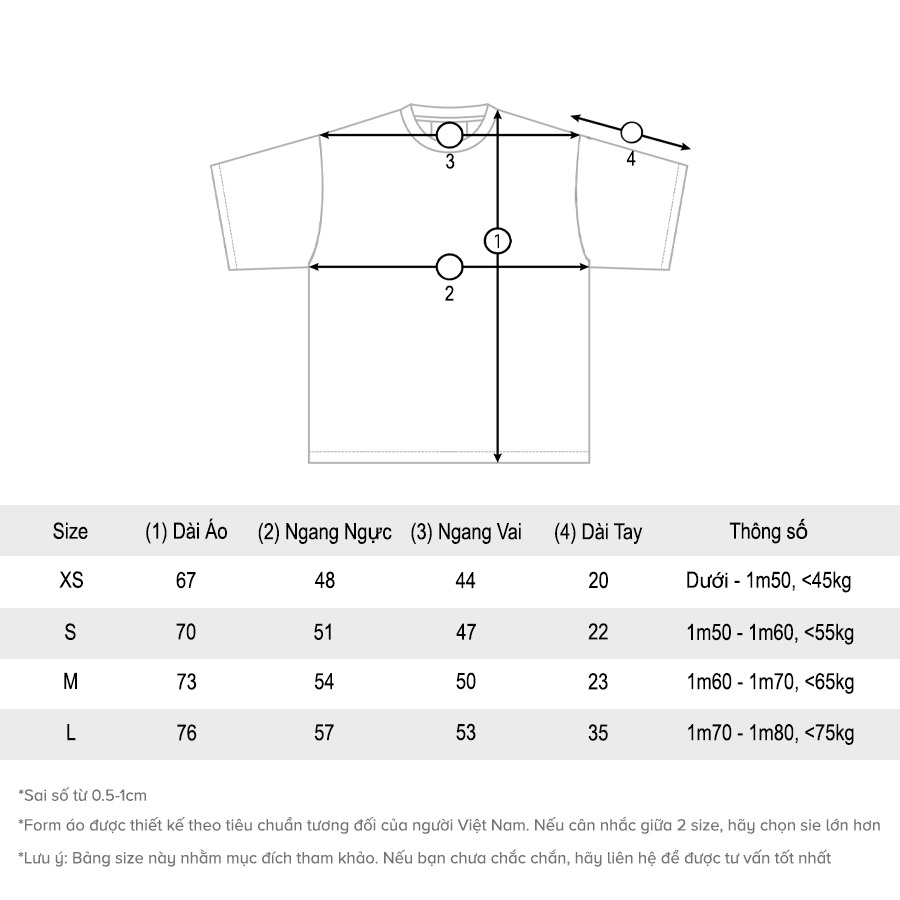 3
4
1
2
Size (1) Dài Áo (2) Ngang Ngực (3) Ngang Vai (4) Dài Tay Thông số
XS 67 48 44 20 Dưới - 1m50, <45kg
S 70 51 47 22 1m50 - 1m60, <55kg
M 73 54 50 23 1m60 - 1m70, <65kg
L 76 57 53 35 1m70 - 1m80, <75kg
*Sai số từ 0.5-1cm
*Form áo được thiết kế theo tiêu chuẩn tương đối của người Việt Nam. Nếu cân nhắc giữa 2 size, hãy chọn sie lớn hơn
*Lưu ý: Bảng size này nhằm mục đích tham khảo. Nếu bạn chưa chắc chắn, hãy liên hệ để được tư vấn tốt nhất